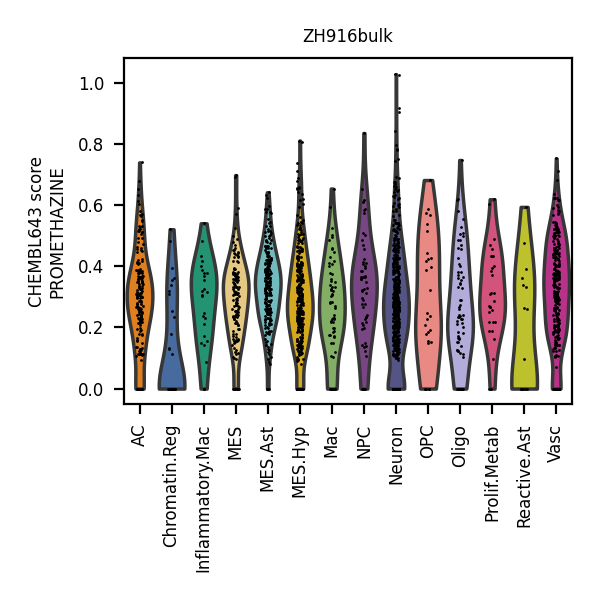 ZH916bulk
CHEMBL643 score
PROMETHAZINE
1.0
0.8
0.6
0.4
0.2
0.0
AC
Chromatin.Reg
Inflammatory.Mac
MES
MES.Ast
MES.Hyp
Mac
NPC
Neuron
OPC
Oligo
Prolif.Metab
Reactive.Ast
Vasc